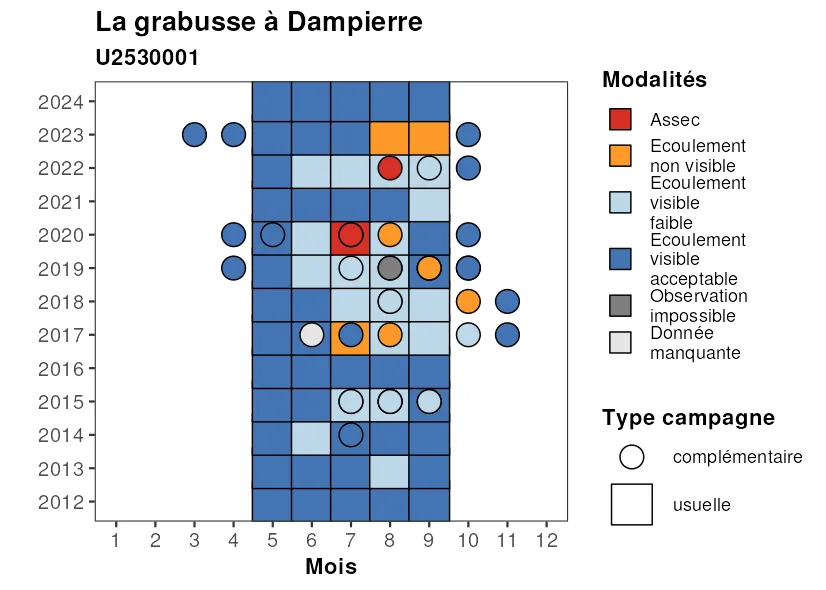 La grabusse à Dampierre
U2530001
2024
2023
2022
2021
2020
2019
2018
2017
2016
2015
2014
2013
2012
1 2 3 4 5 6 7 8 9 10 11 12
Mois
Modalités
Assec
Ecoulement
non visible
Ecoulement
visible
faible
Ecoulement
visible
acceptable
Observation
impossible
Donnée
manquante
Type campagne
complémentaire
usuelle